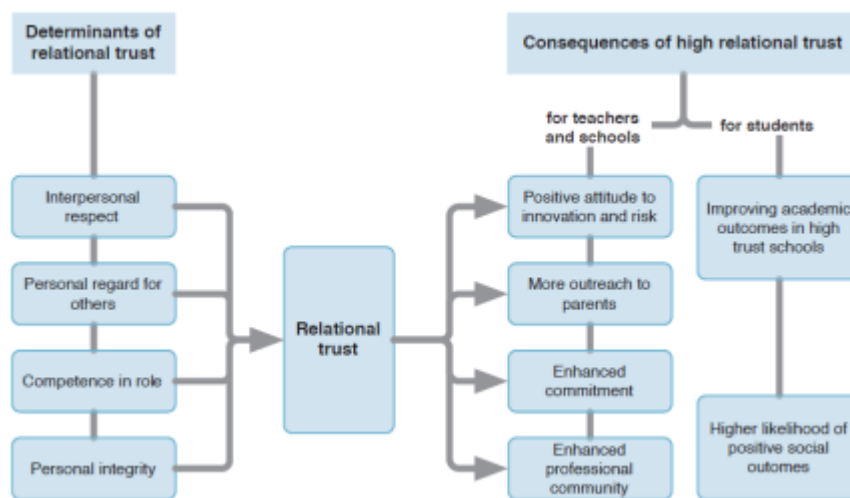 Determinants of
relational trust
Interpersonal
respect
Personal regard for
others
Competence in role
Personal integrity
Relational
trust
Consequences of high relational trust
for teachers
and schools
for students
Positive attitude to
innovation and risk
More outreach to
parents
Enhanced
commitment
Enhanced
professional
community
Improving academic
outcomes in high
trust schools
Higher likelihood of
positive social
outcomes